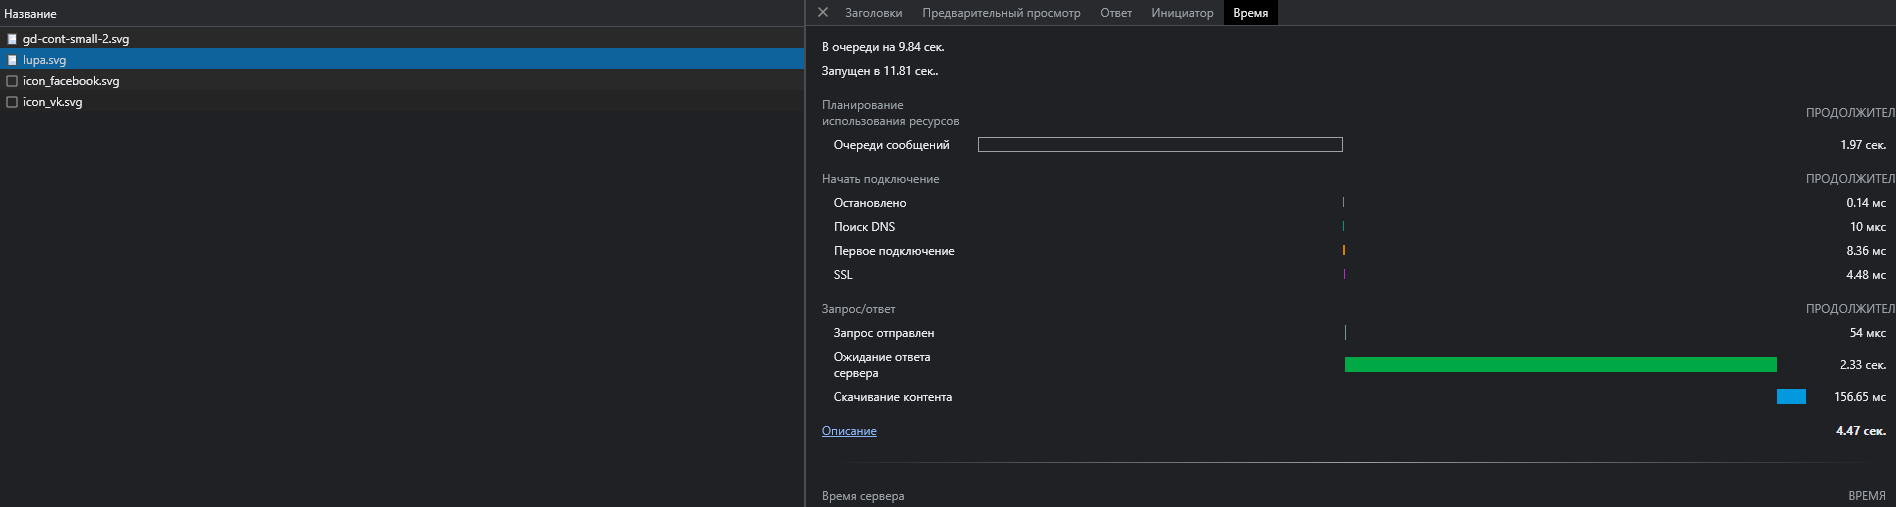 Название
gd-cont-small-2.svg
lupa.svg
icon_facebook.svg
icon_vk.svg
Заголовки Предварительный просмотр Ответ Инициатор Время
В очереди на 9.84 сек.
Запущен в 11.81 сек..
Планирование
использования ресурсов ПРОДОЛЖИТЕЛ
Очереди сообщений 1.97 сек.
Начать подключение ПРОДОЛЖИТЕЛ
Остановлено 0.14 мс
Поиск DNS 10 мкс
Первое подключение 8.36 мс
SSL 4.48 мс
Запрос/ответ ПРОДОЛЖИТЕЛ
Запрос отправлен 54 мкс
Ожидание ответа
сервера 2.33 сек.
Скачивание контента 156.65 мс
Описание 4.47 сек.
Время сервера ВРЕМЯ